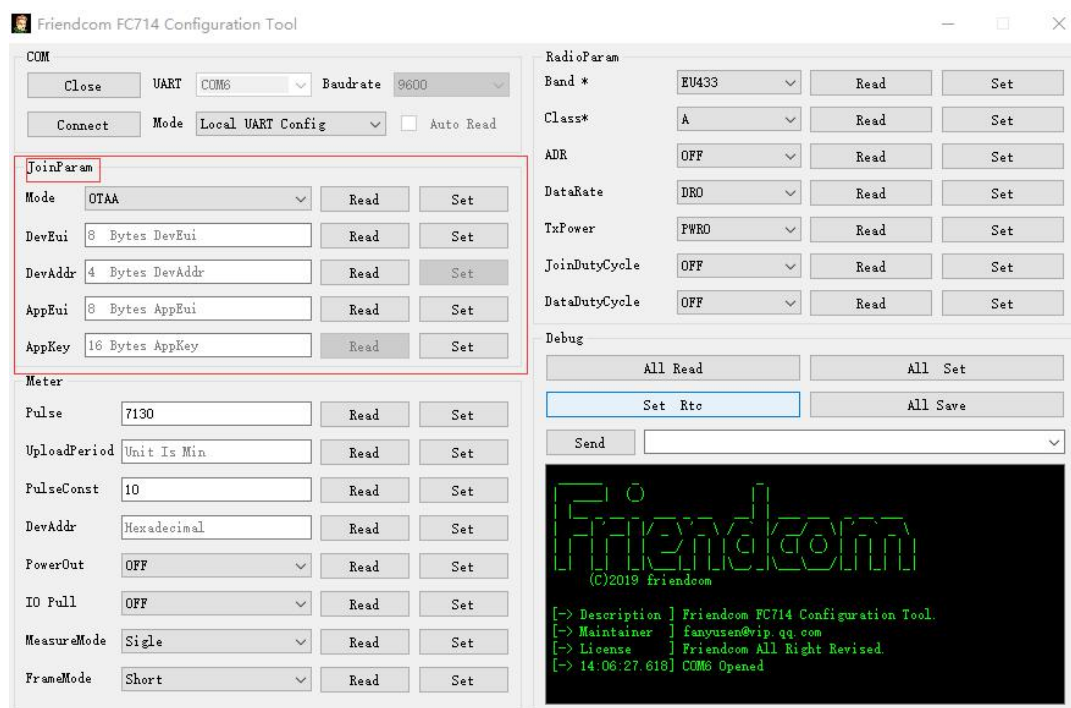 Friendcom FC714 Configuration Tool
COM
Close UART COM6 Baudrate 9600
Connect Mode Local UART Config Auto Read
JoinParam
Mode OTAA Read Set
DevEui 8 Bytes DevEui Read Set
DevAddr 4 Bytes DevAddr Read Set
AppEui 8 Bytes AppEui Read Set
AppKey 16 Bytes AppKey Read Set
Meter
Pulse 7130 Read Set
UploadPeriod Unit Is Min Read Set
PulseConst 10 Read Set
DevAddr Hexadecimal Read Set
PowerOut OFF Read Set
IO Pull OFF Read Set
MeasureMode Sigle Read Set
FrameMode Short Read Set
RadioParam
Band * EU433 Read Set
Class* A Read Set
ADR OFF Read Set
DataRate DR0 Read Set
TxPower PWR0 Read Set
JoinDutyCycle OFF Read Set
DataDutyCycle OFF Read Set
Debug
All Read All Set
Set Rtc All Save
Send
Friendcom
(C)2019 friendcom
[-> Description ] Friendcom FC714 Configuration Tool.
[-> Maintainer ] fanyusen@vip.qq.com
[-> License ] Friendcom All Right Revised.
[-> 14:06:27.618] COM6 Opened